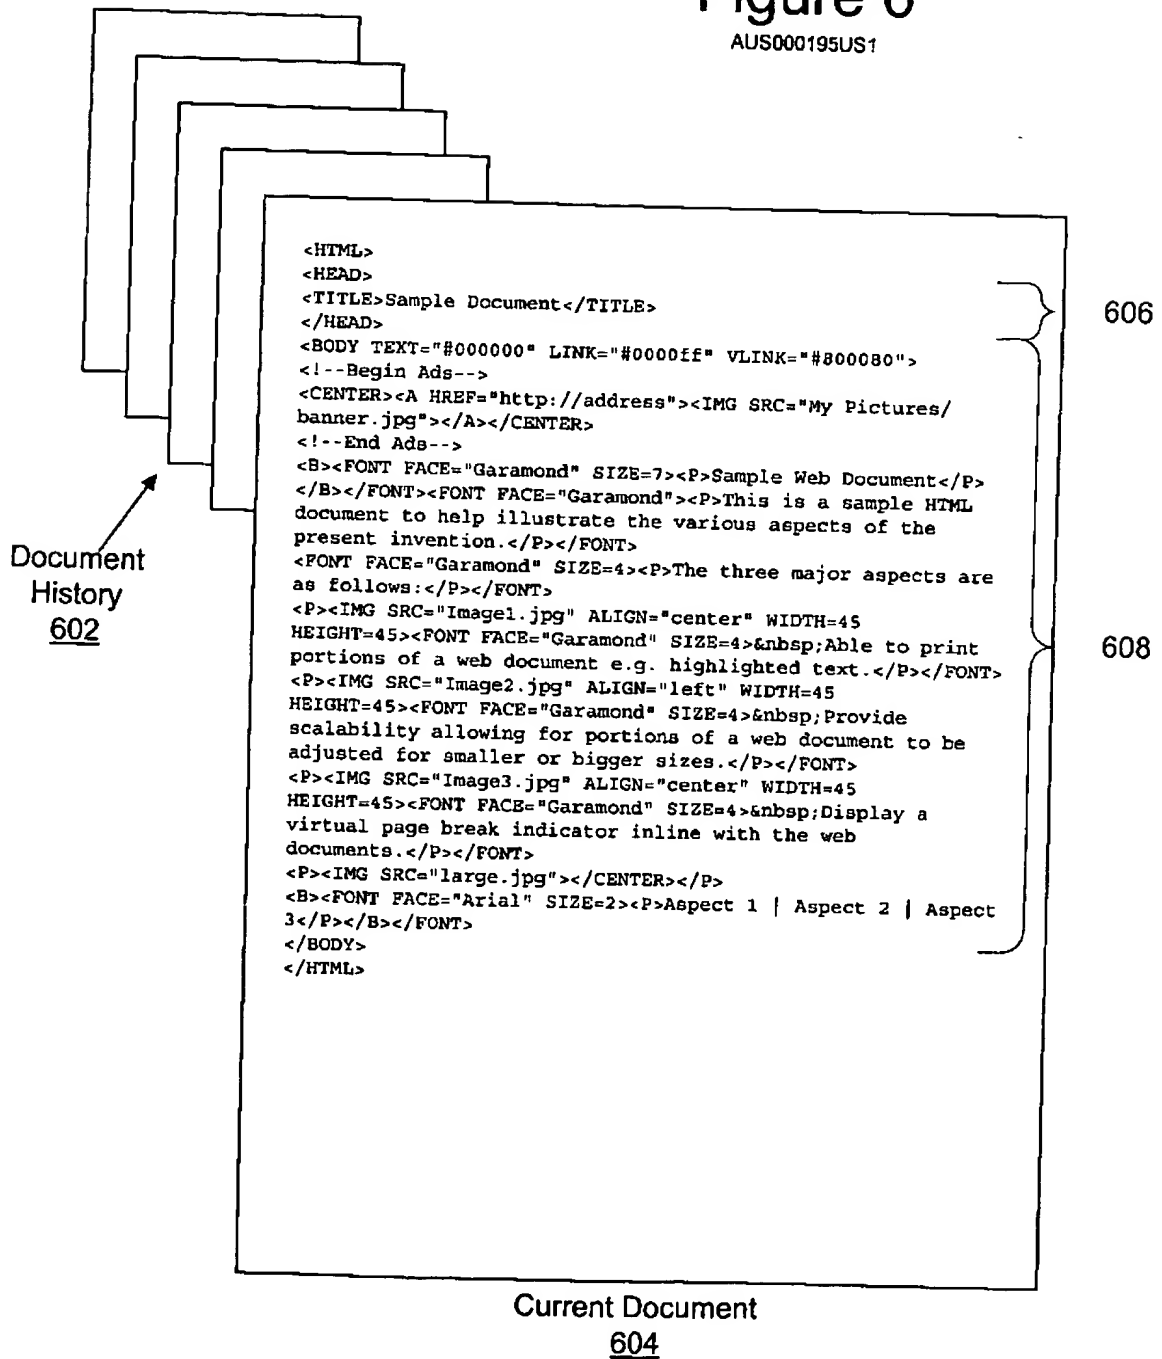 Figure 6
AUS000195US1
<HTML>
<HEAD>
<TITLE>Sample Document</TITLE>
</HEAD>
<BODY TEXT="#000000" LINK="#0000ff" VLINK="#800080">
<!--Begin Ads-->
<CENTER><A HREF="http://address"><IMG SRC="My Pictures/
banner.jpg"></A></CENTER>
<!--End Ads-->
<B><FONT FACE="Garamond" SIZE=7><P>Sample Web Document</P>
</B></FONT><FONT FACE="Garamond"><P>This is a sample HTML
document to help illustrate the various aspects of the
present invention.</P></FONT>
<FONT FACE="Garamond" SIZE=4><P>The three major aspects are
as follows:</P></FONT>
<P><IMG SRC="Image1.jpg" ALIGN="center" WIDTH=45
HEIGHT=45><FONT FACE="Garamond" SIZE=4>&nbsp;Able to print
portions of a web document e.g. highlighted text.</P></FONT>
<P><IMG SRC="Image2.jpg" ALIGN="left" WIDTH=45
HEIGHT=45><FONT FACE="Garamond" SIZE=4>&nbsp;Provide
scalability allowing for portions of a web document to be
adjusted for smaller or bigger sizes.</P></FONT>
<P><IMG SRC="Image3.jpg" ALIGN="center" WIDTH=45
HEIGHT=45><FONT FACE="Garamond" SIZE=4>&nbsp;Display a
virtual page break indicator inline with the web
documents.</P></FONT>
<P><IMG SRC="large.jpg"></CENTER></P>
<B><FONT FACE="Arial" SIZE=2><P>Aspect 1 | Aspect 2 | Aspect
3</P></B></FONT>
</BODY>
</HTML>
606
608
Document
History
602
Current Document
604